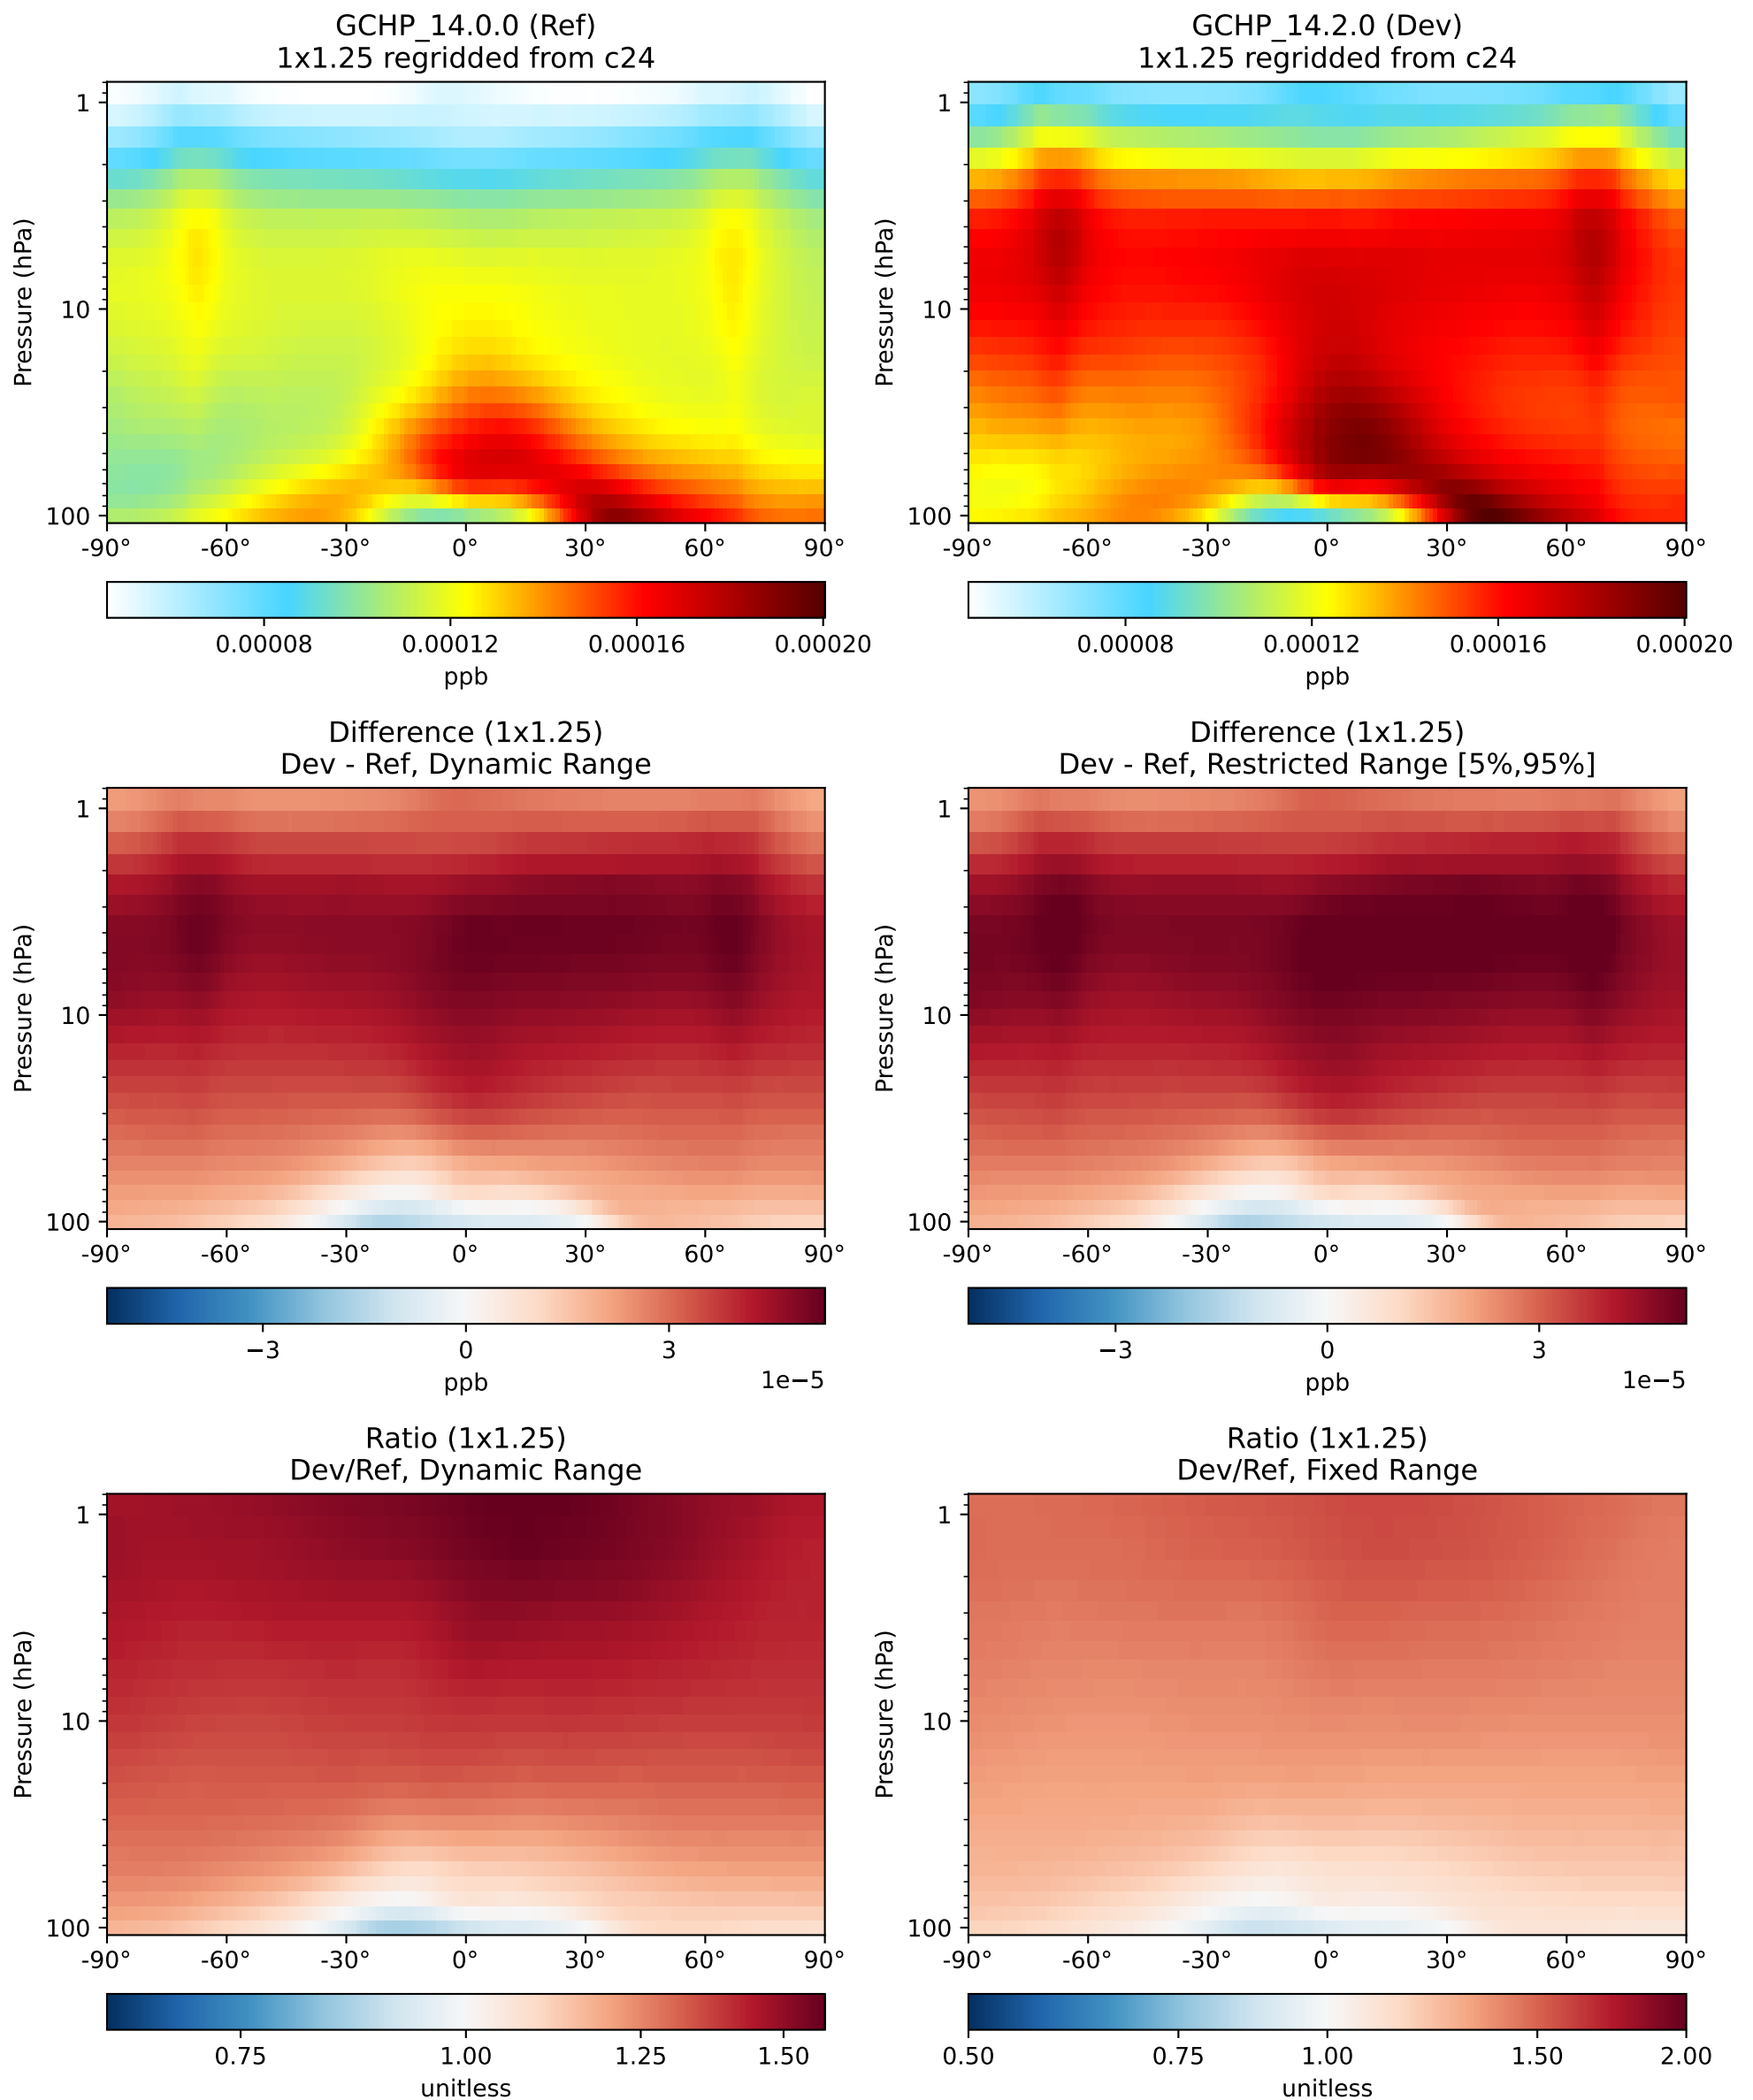 GCHP_14.0.0 (Ref)
1x1.25 regridded from c24
Pressure (hPa)
1
10
100
-90° -60° -30° 0° 30° 60° 90°
0.00008 0.00012 0.00016 0.00020
ppb
GCHP_14.2.0 (Dev)
1x1.25 regridded from c24
Pressure (hPa)
1
10
100
-90° -60° -30° 0° 30° 60° 90°
0.00008 0.00012 0.00016 0.00020
ppb
Difference (1x1.25)
Dev - Ref, Dynamic Range
Pressure (hPa)
1
10
100
-90° -60° -30° 0° 30° 60° 90°
−3 0 3
ppb
1e−5
Difference (1x1.25)
Dev - Ref, Restricted Range [5%,95%]
Pressure (hPa)
1
10
100
-90° -60° -30° 0° 30° 60° 90°
−3 0 3
ppb
1e−5
Ratio (1x1.25)
Dev/Ref, Dynamic Range
Pressure (hPa)
1
10
100
-90° -60° -30° 0° 30° 60° 90°
0.75 1.00 1.25 1.50
unitless
Ratio (1x1.25)
Dev/Ref, Fixed Range
Pressure (hPa)
1
10
100
-90° -60° -30° 0° 30° 60° 90°
0.50 0.75 1.00 1.50 2.00
unitless